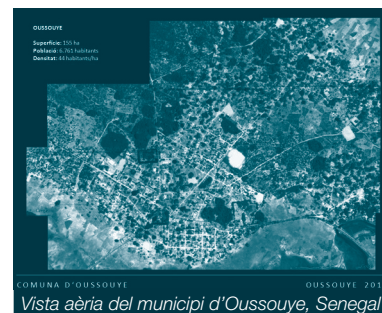 OUSSOUYE
Superfície: 155 ha
Població: 6.761 habitants
Densitat: 44 habitants/ha
COMUNA D'OUSSOUYE
OUSSOUYE 201
Vista aèria del municipi d'Oussouye, Senegal